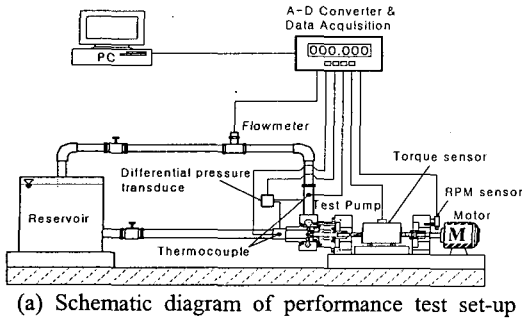 A-D Converter &
Data Acquisition
000.000
PC
Flowmeter
Differential pressure
transduce
Torque sensor
RPM sensor
Test Pump
Motor
M
Reservoir
Thermocouple
(a) Schematic diagram of performance test set-up